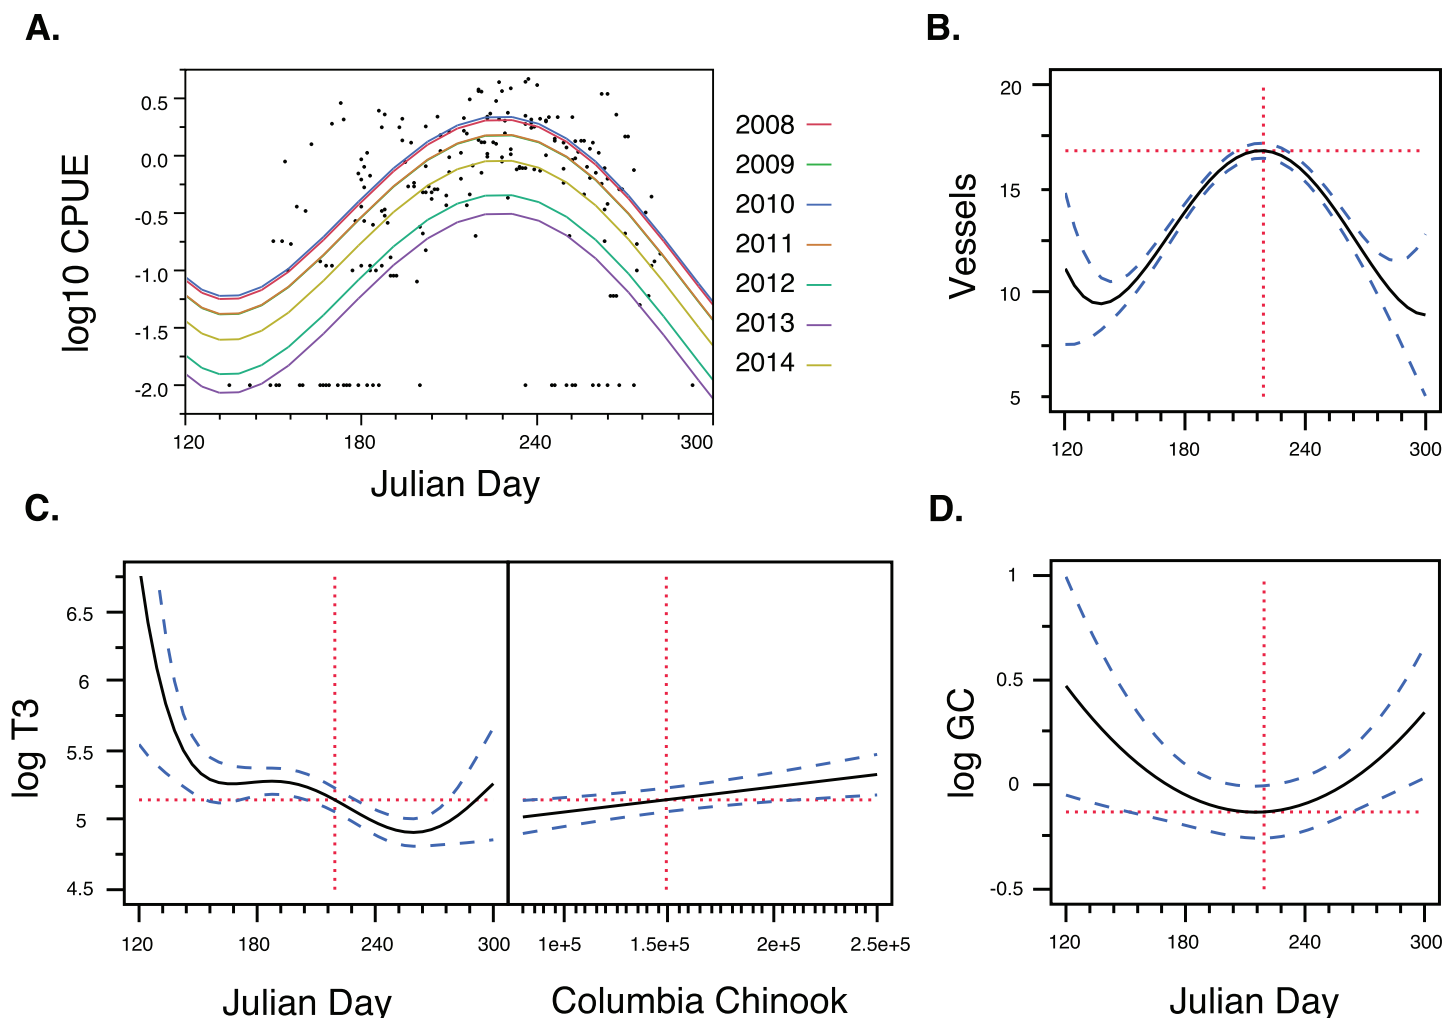 A.
log10 CPUE
0.5
0.0
-0.5
-1.0
-1.5
-2.0
120 180 240 300
Julian Day
2008
2009
2010
2011
2012
2013
2014
B.
Vessels
20
15
10
5
120 180 240 300
C.
log T3
6.5
6
5.5
5
4.5
120 180 240 300
Julian Day
1e+5 1.5e+5 2e+5 2.5e+5
Columbia Chinook
D.
log GC
1
0.5
0
-0.5
120 180 240 300
Julian Day